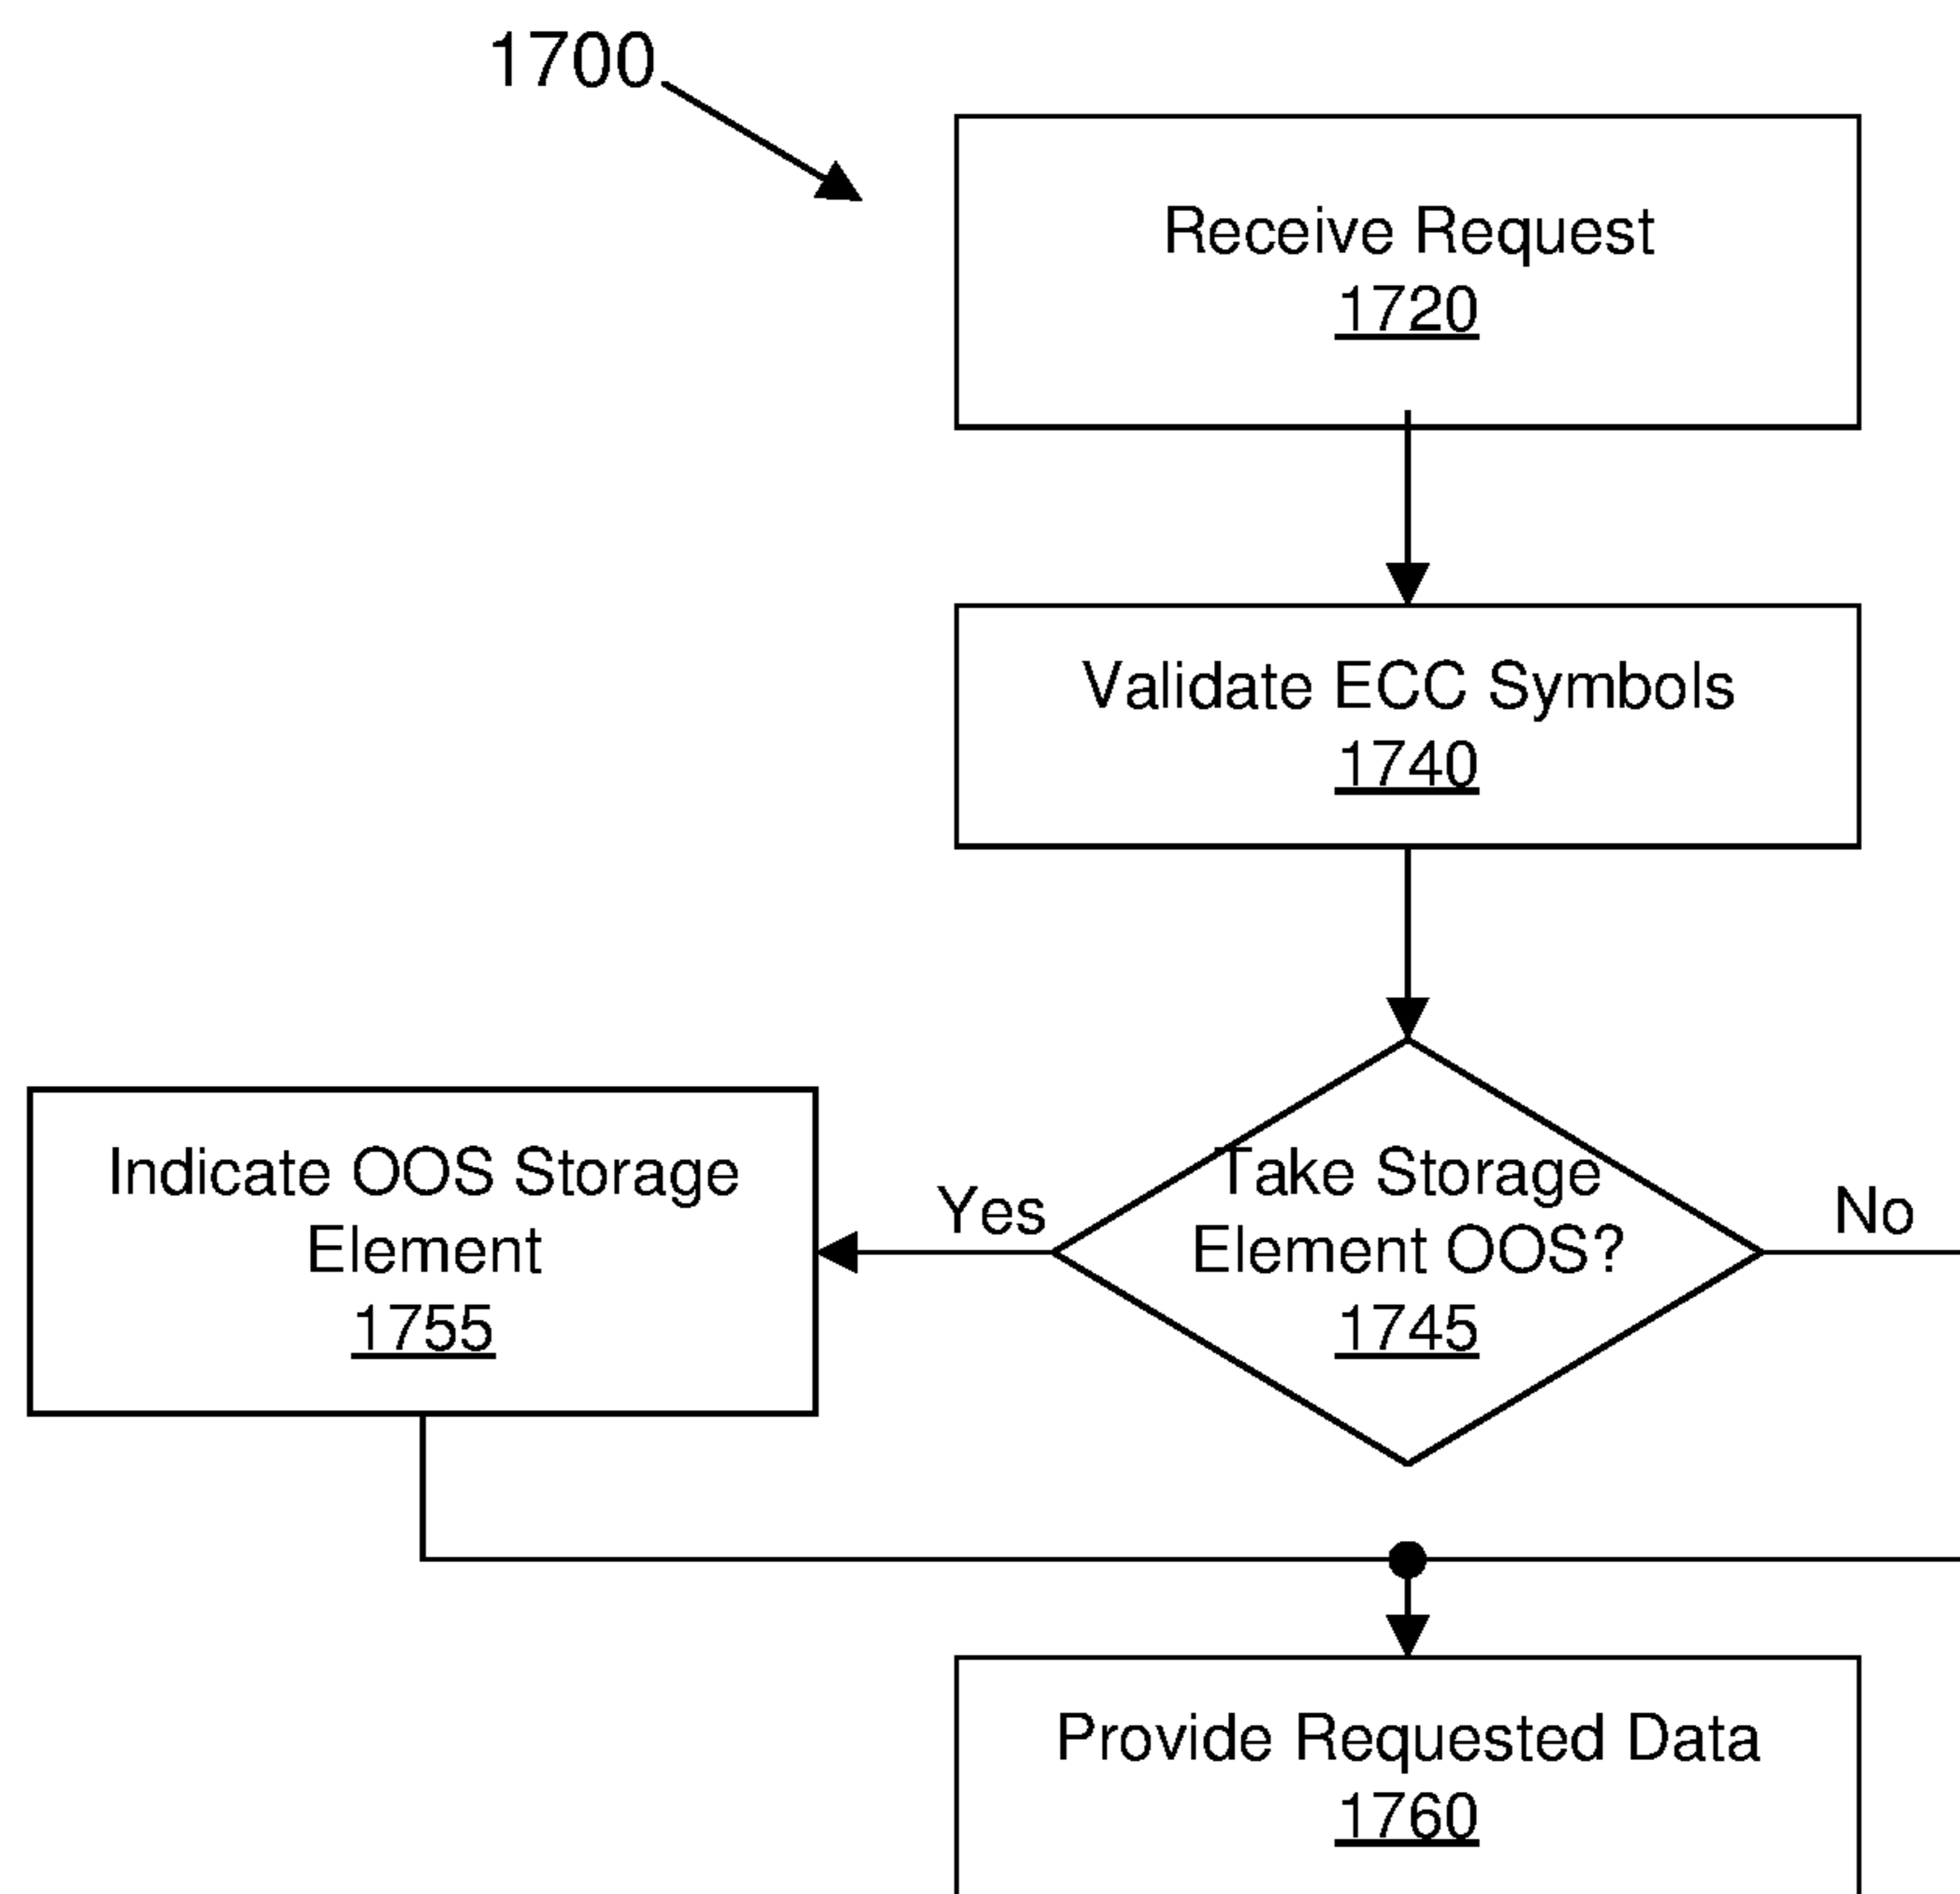 1700
Receive Request
1720
Validate ECC Symbols
1740
Take Storage
Element OOS?
1745
Yes
No
Indicate OOS Storage
Element
1755
Provide Requested Data
1760